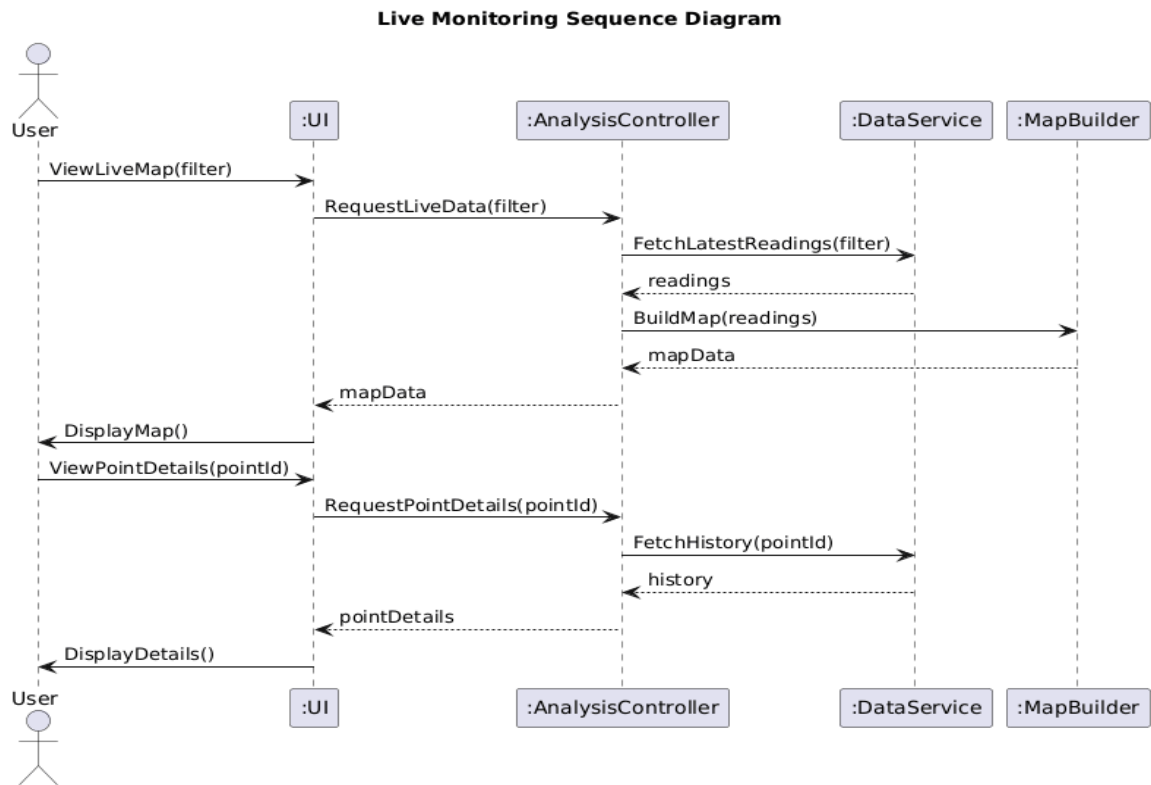 Live Monitoring Sequence Diagram
User
:UI
:AnalysisController
:DataService
:MapBuilder
ViewLiveMap(filter)
RequestLiveData(filter)
FetchLatestReadings(filter)
readings
BuildMap(readings)
mapData
mapData
DisplayMap()
ViewPointDetails(pointId)
RequestPointDetails(pointId)
FetchHistory(pointId)
history
pointDetails
DisplayDetails()
User
:UI
:AnalysisController
:DataService
:MapBuilder